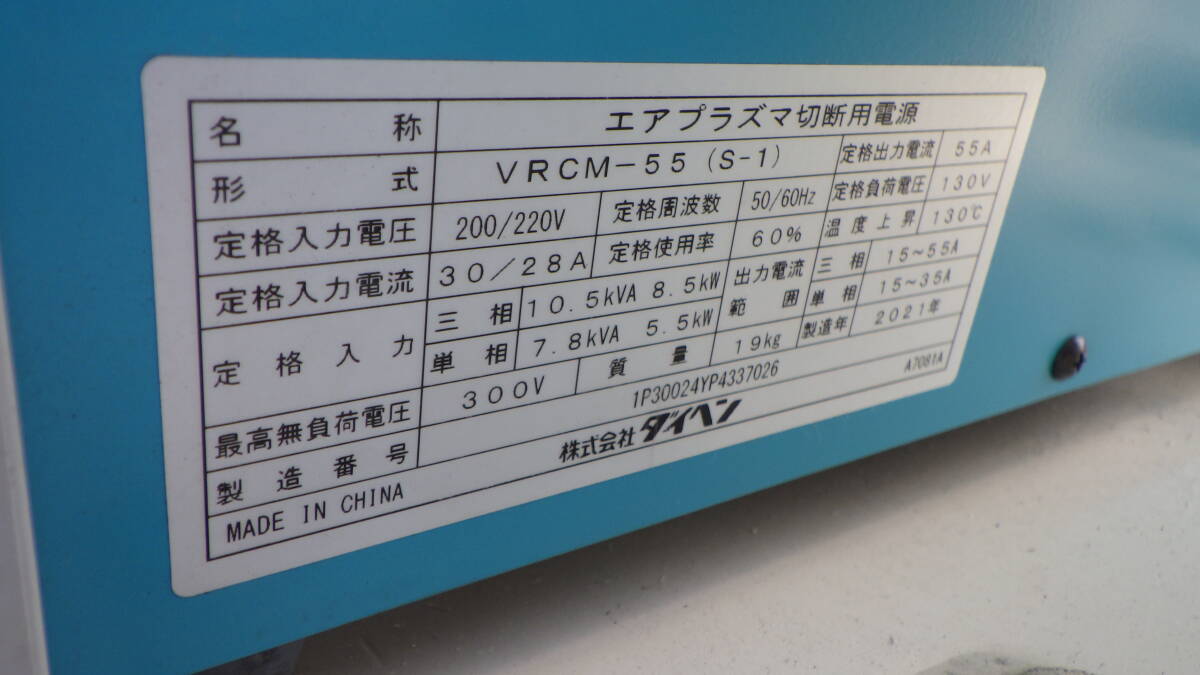 名称 エアプラズマ切断用電源
形式 VRCM-55 (S-1) 定格出力電流 55A
定格入力電圧 200/220V 定格周波数 50/60Hz 定格負荷電圧 130V
定格入力電流 30/28A 定格使用率 60% 温度上昇 130℃
定格入力 三相 10.5kVA 8.5kW 出力電流範囲 三相 15~55A
単相 7.8kVA 5.5kW 単相 15~35A
最高無負荷電圧 300V 質量 19kg 製造年 2021年
製造番号 1P30024YP4337026
MADE IN CHINA 株式会社 ダイヘン A7081A